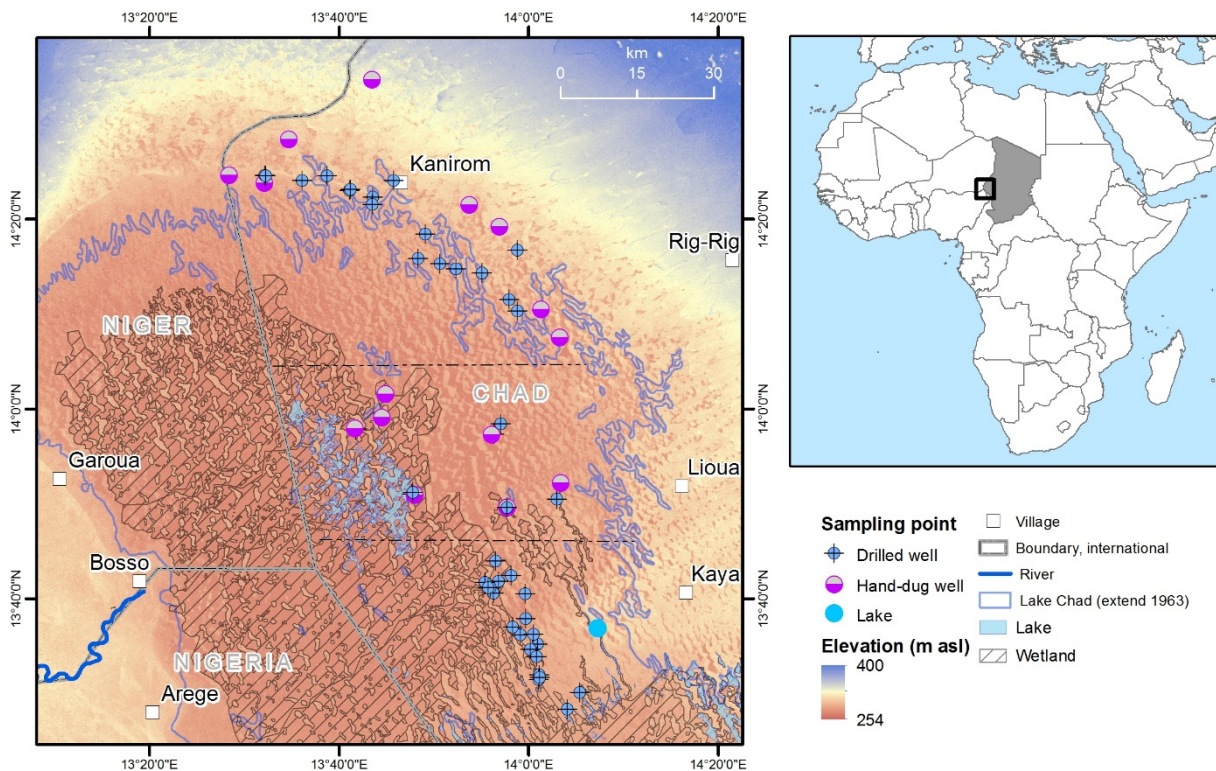 13°20'0"E
13°40'0"E
14°0'0"E
14°20'0"E
km
0
15
30
Kanirom
14°20'0"N
14°20'0"N
Rig-Rig
NIGER
CHAD
14°0'0"N
14°0'0"N
Garoua
Lioua
Bosso
Kaya
13°40'0"N
13°40'0"N
NIGERIA
Arege
13°20'0"E
13°40'0"E
14°0'0"E
14°20'0"E
Sampling point
Drilled well
Hand-dug well
Lake
Elevation (m asl)
400
254
Village
Boundary, international
River
Lake Chad (extend 1963)
Lake
Wetland